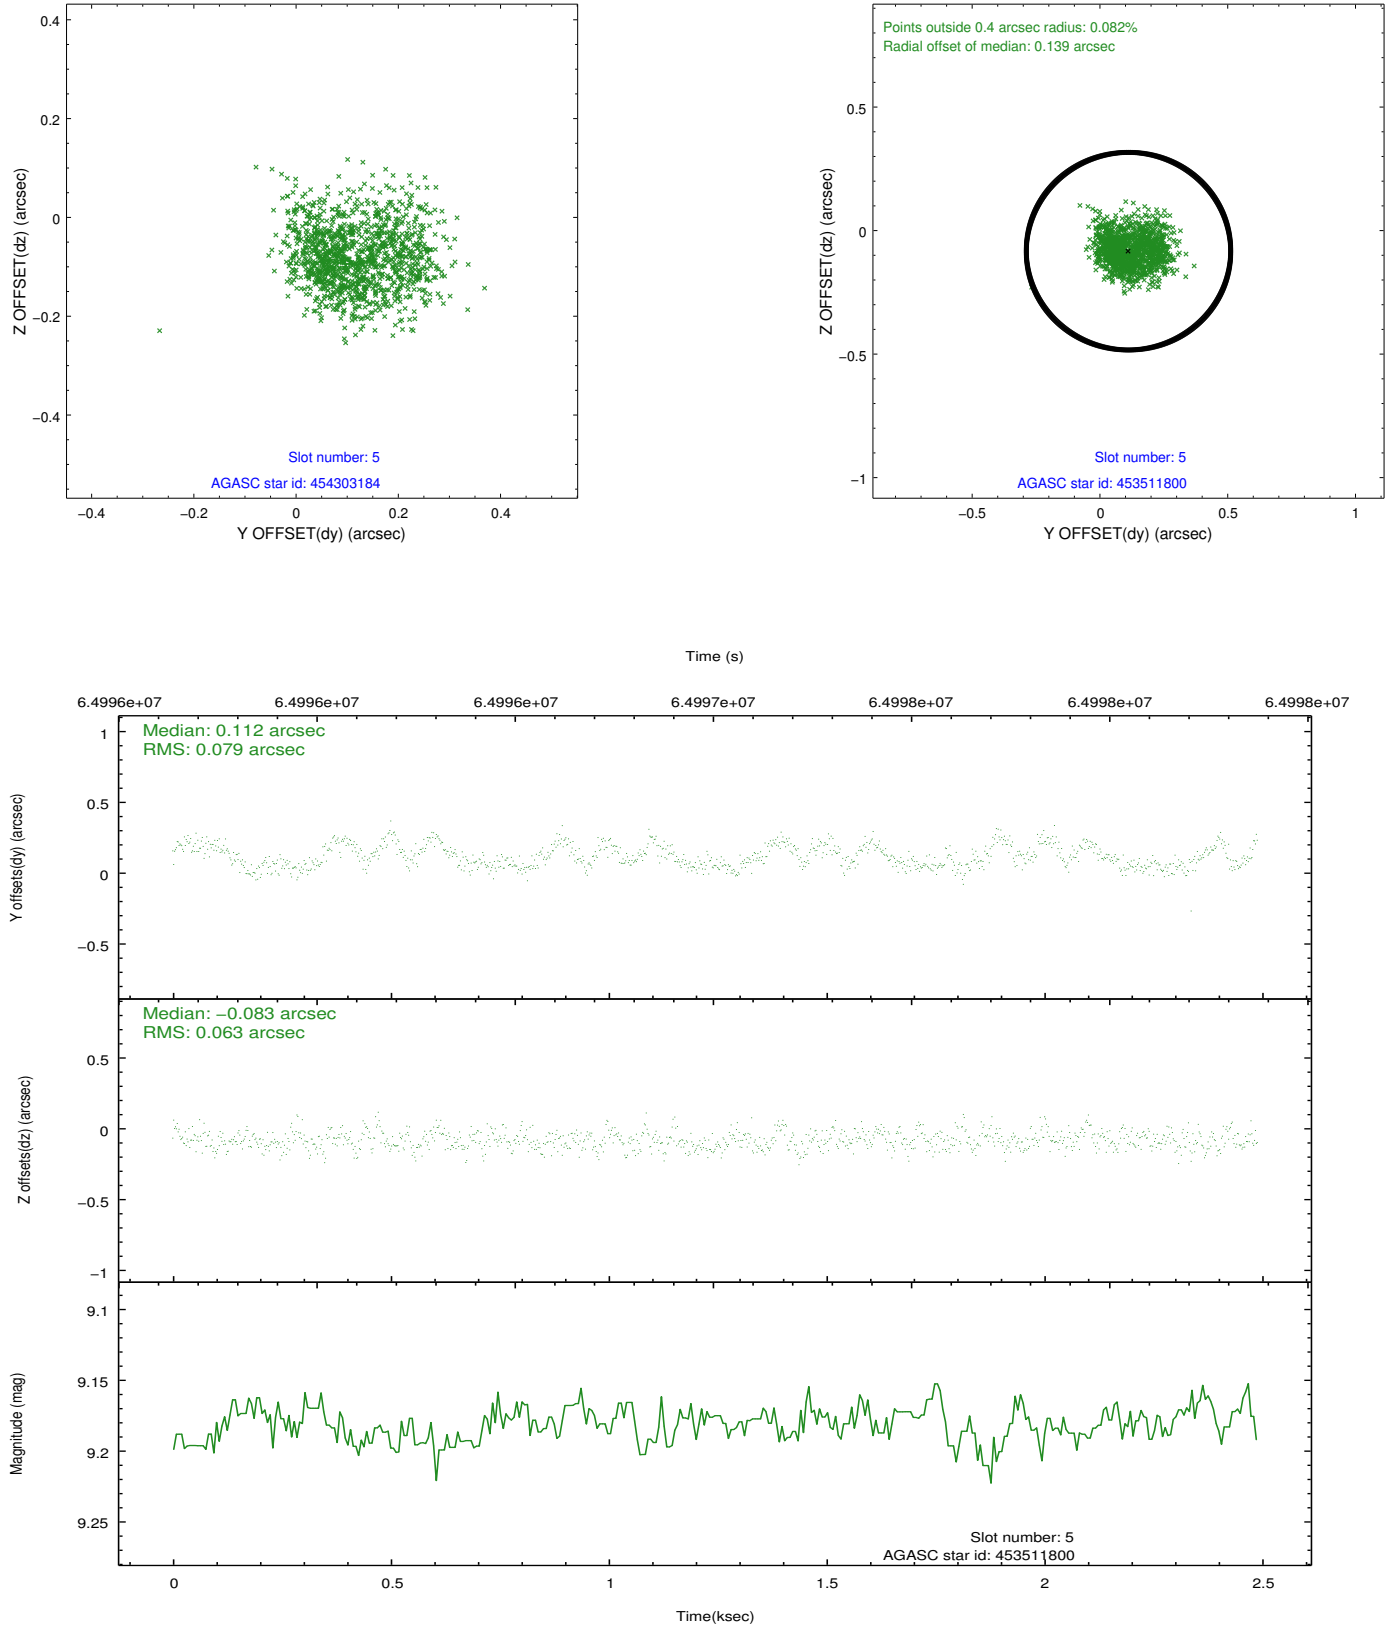 0.4
0.2
0
−0.2
−0.4
Z OFFSET(dz) (arcsec)
Slot number: 5
AGASC star id: 454303184
−0.4 −0.2 0 0.2 0.4
Y OFFSET(dy) (arcsec)
Points outside 0.4 arcsec radius: 0.082%
Radial offset of median: 0.139 arcsec
0.5
0
−0.5
−1
Z OFFSET(dz) (arcsec)
Slot number: 5
AGASC star id: 453511800
−0.5 0 0.5 1
Y OFFSET(dy) (arcsec)
Time (s)
6.4996e+07 6.4996e+07 6.4996e+07 6.4997e+07 6.4998e+07 6.4998e+07 6.4998e+07
Median: 0.112 arcsec
RMS: 0.079 arcsec
1
0.5
0
−0.5
Y offsets(dy) (arcsec)
Median: −0.083 arcsec
RMS: 0.063 arcsec
0.5
0
−0.5
−1
Z offsets(dz) (arcsec)
9.1
9.15
9.2
9.25
Magnitude (mag)
Slot number: 5
AGASC star id: 453511800
0 0.5 1 1.5 2 2.5
Time(ksec)